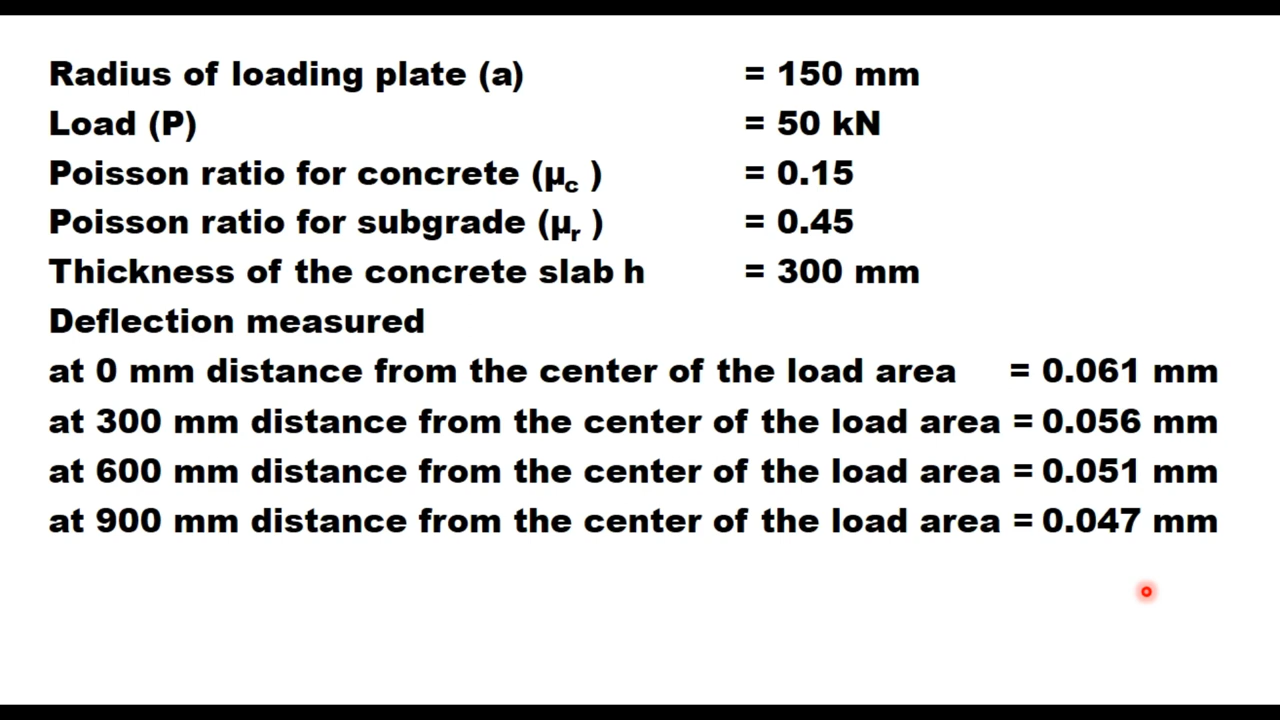 Radius of loading plate (a) = 150 mm
Load (P) = 50 kN
Poisson ratio for concrete (µc ) = 0.15
Poisson ratio for subgrade (µr ) = 0.45
Thickness of the concrete slab h = 300 mm
Deflection measured
at 0 mm distance from the center of the load area = 0.061 mm
at 300 mm distance from the center of the load area = 0.056 mm
at 600 mm distance from the center of the load area = 0.051 mm
at 900 mm distance from the center of the load area = 0.047 mm